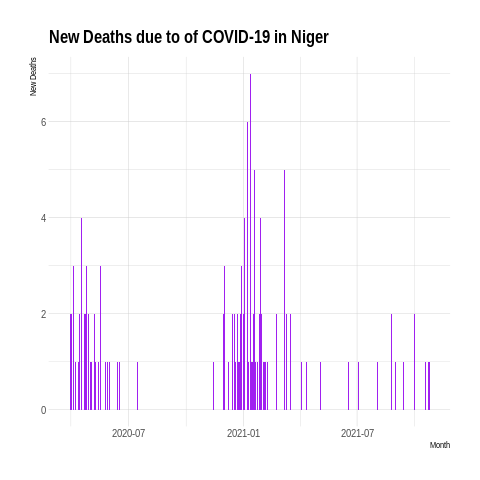 New Deaths due to of COVID-19 in Niger
New Deaths
6
4
2
0
2020-07 2021-01 2021-07
Month